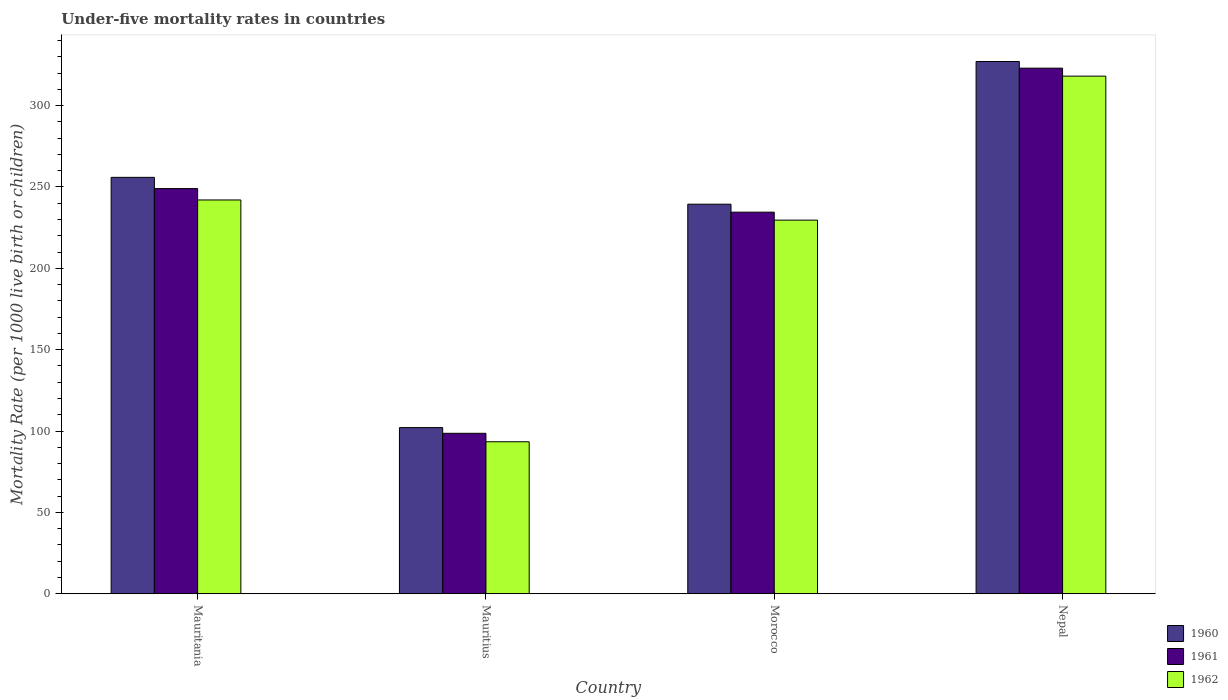 Under-five mortality rates in countries
Mortality Rate (per 1000 live birth or children)
300
250
200
150
100
50
0
Mauritania
Mauritius
Morocco
Nepal
Country
1960
1961
1962